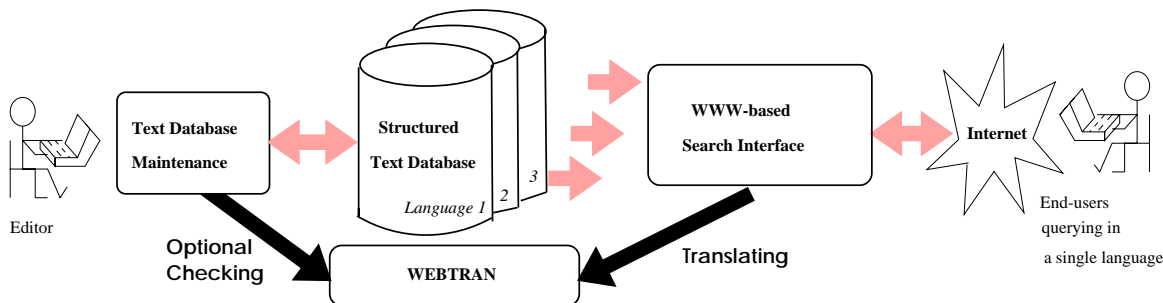 Editor
Text Database
Maintenance
Structured
Text Database
Language 1
2
3
WWW-based
Search Interface
Internet
End-users
querying in
a single language
Optional
Checking
WEBTRAN
Translating